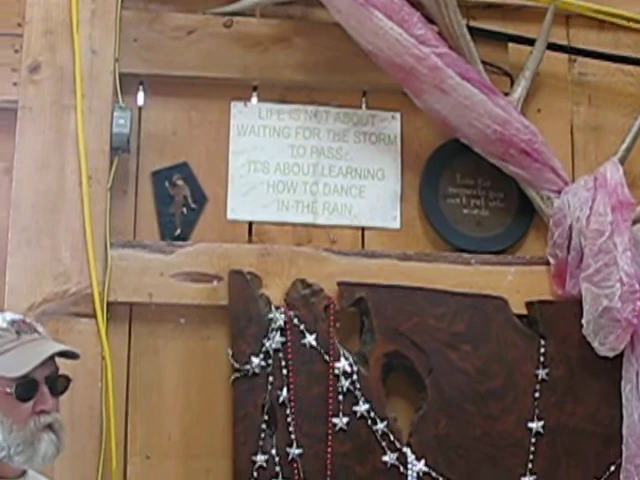 LIFE IS NOT ABOUT
WAITING FOR THE STORM
TO PASS.
IT'S ABOUT LEARNING
HOW TO DANCE
IN THE RAIN.
words